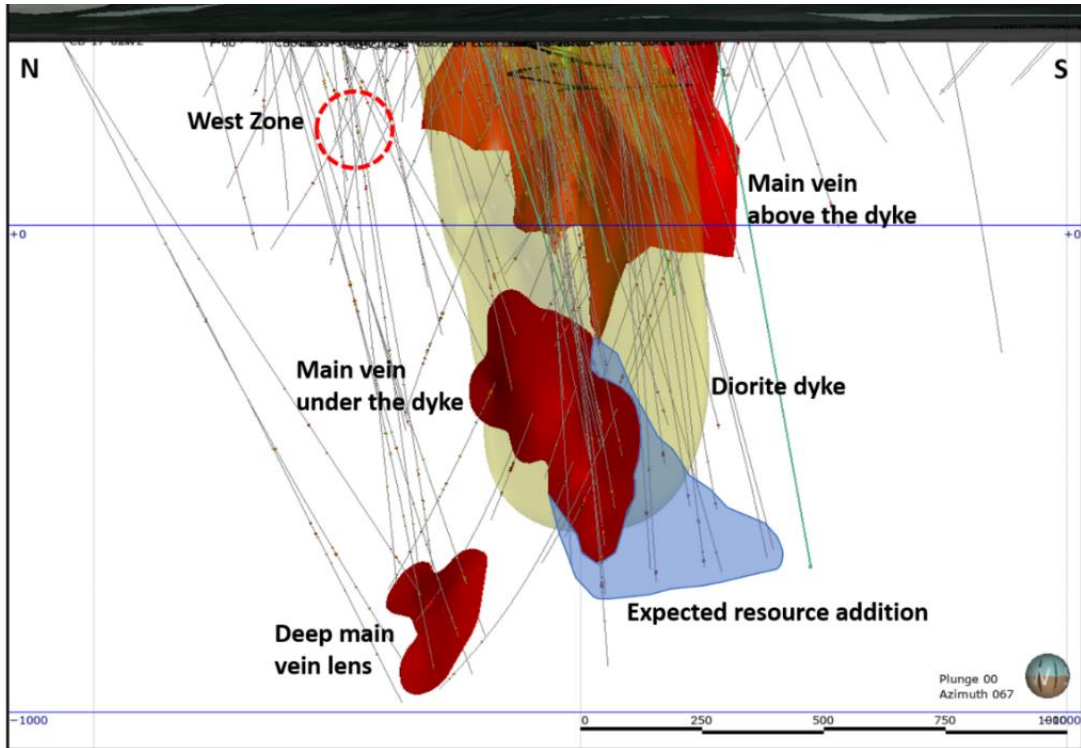 N
S
West Zone
Main vein
above the dyke
+0
+0
Main vein
under the dyke
Diorite dyke
Expected resource addition
Deep main
vein lens
Plunge 00
Azimuth 067
-1000
0
250
500
750